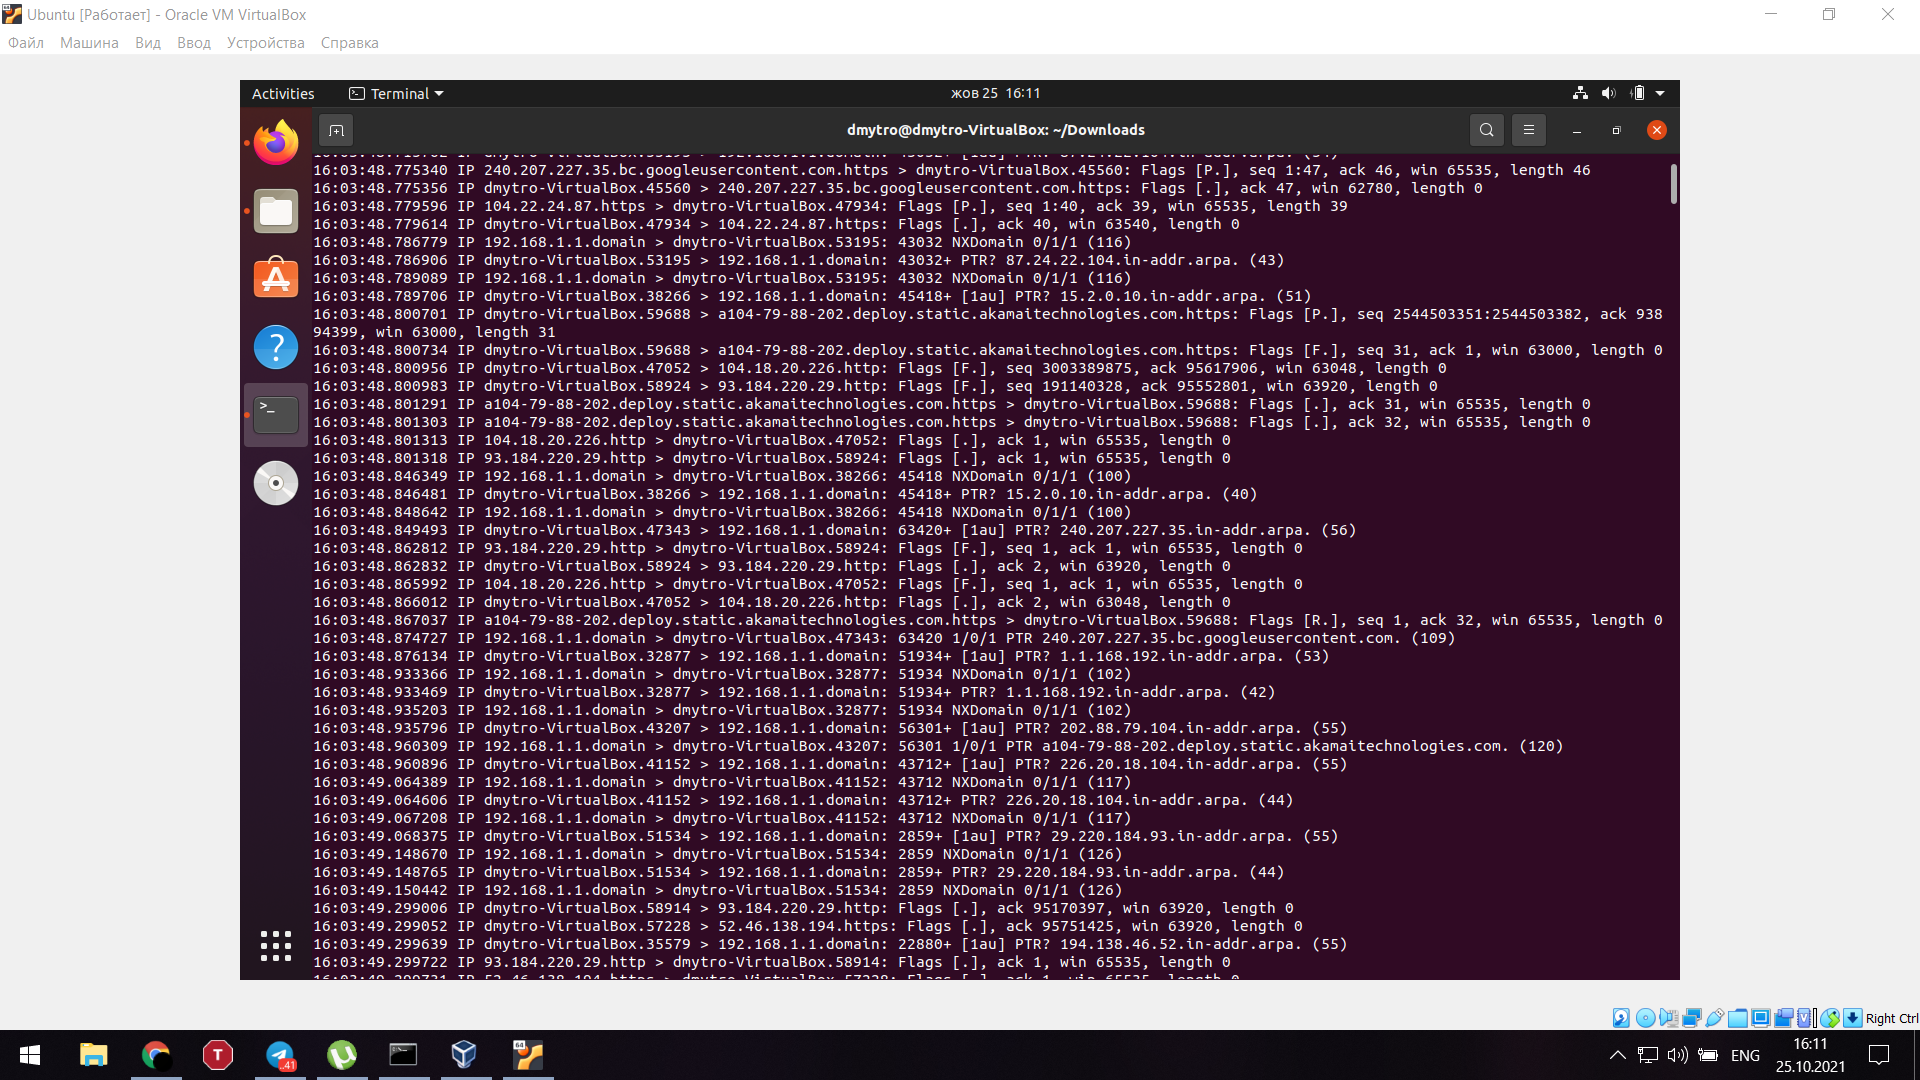 Ubuntu [Работает] - Oracle VM VirtualBox
Файл Машина Вид Ввод Устройства Справка
Activities Terminal жов 25 16:11
dmytro@dmytro-VirtualBox: ~/Downloads
16:03:48.775340 IP 240.207.227.35.bc.googleusercontent.com.https > dmytro-VirtualBox.45560: Flags [P.], seq 1:47, ack 46, win 65535, length 46
16:03:48.775356 IP dmytro-VirtualBox.45560 > 240.207.227.35.bc.googleusercontent.com.https: Flags [.], ack 47, win 62780, length 0
16:03:48.779596 IP 104.22.24.87.https > dmytro-VirtualBox.47934: Flags [P.], seq 1:40, ack 39, win 65535, length 39
16:03:48.779614 IP dmytro-VirtualBox.47934 > 104.22.24.87.https: Flags [.], ack 40, win 63540, length 0
16:03:48.786779 IP 192.168.1.1.domain > dmytro-VirtualBox.53195: 43032 NXDomain 0/1/1 (116)
16:03:48.786906 IP dmytro-VirtualBox.53195 > 192.168.1.1.domain: 43032+ PTR? 87.24.22.104.in-addr.arpa. (43)
16:03:48.789089 IP 192.168.1.1.domain > dmytro-VirtualBox.53195: 43032 NXDomain 0/1/1 (116)
16:03:48.789706 IP dmytro-VirtualBox.38266 > 192.168.1.1.domain: 45418+ [1au] PTR? 15.2.0.10.in-addr.arpa. (51)
16:03:48.800701 IP dmytro-VirtualBox.59688 > a104-79-88-202.deploy.static.akamaitechnologies.com.https: Flags [P.], seq 2544503351:2544503382, ack 938
94399, win 63000, length 31
16:03:48.800734 IP dmytro-VirtualBox.59688 > a104-79-88-202.deploy.static.akamaitechnologies.com.https: Flags [F.], seq 31, ack 1, win 63000, length 0
16:03:48.800956 IP dmytro-VirtualBox.47052 > 104.18.20.226.http: Flags [F.], seq 3003389875, ack 95617906, win 63048, length 0
16:03:48.800983 IP dmytro-VirtualBox.58924 > 93.184.220.29.http: Flags [F.], seq 191140328, ack 95552801, win 63920, length 0
16:03:48.801291 IP a104-79-88-202.deploy.static.akamaitechnologies.com.https > dmytro-VirtualBox.59688: Flags [.], ack 31, win 65535, length 0
16:03:48.801303 IP a104-79-88-202.deploy.static.akamaitechnologies.com.https > dmytro-VirtualBox.59688: Flags [.], ack 32, win 65535, length 0
16:03:48.801313 IP 104.18.20.226.http > dmytro-VirtualBox.47052: Flags [.], ack 1, win 65535, length 0
16:03:48.801318 IP 93.184.220.29.http > dmytro-VirtualBox.58924: Flags [.], ack 1, win 65535, length 0
16:03:48.846349 IP 192.168.1.1.domain > dmytro-VirtualBox.38266: 45418 NXDomain 0/1/1 (100)
16:03:48.846481 IP dmytro-VirtualBox.38266 > 192.168.1.1.domain: 45418+ PTR? 15.2.0.10.in-addr.arpa. (40)
16:03:48.848642 IP 192.168.1.1.domain > dmytro-VirtualBox.38266: 45418 NXDomain 0/1/1 (100)
16:03:48.849493 IP dmytro-VirtualBox.47343 > 192.168.1.1.domain: 63420+ [1au] PTR? 240.207.227.35.in-addr.arpa. (56)
16:03:48.862812 IP 93.184.220.29.http > dmytro-VirtualBox.58924: Flags [F.], seq 1, ack 1, win 65535, length 0
16:03:48.862832 IP dmytro-VirtualBox.58924 > 93.184.220.29.http: Flags [.], ack 2, win 63920, length 0
16:03:48.865992 IP 104.18.20.226.http > dmytro-VirtualBox.47052: Flags [F.], seq 1, ack 1, win 65535, length 0
16:03:48.866012 IP dmytro-VirtualBox.47052 > 104.18.20.226.http: Flags [.], ack 2, win 63048, length 0
16:03:48.867037 IP a104-79-88-202.deploy.static.akamaitechnologies.com.https > dmytro-VirtualBox.59688: Flags [R.], seq 1, ack 32, win 65535, length 0
16:03:48.874727 IP 192.168.1.1.domain > dmytro-VirtualBox.47343: 63420 1/0/1 PTR 240.207.227.35.bc.googleusercontent.com. (109)
16:03:48.876134 IP dmytro-VirtualBox.32877 > 192.168.1.1.domain: 51934+ [1au] PTR? 1.1.168.192.in-addr.arpa. (53)
16:03:48.933366 IP 192.168.1.1.domain > dmytro-VirtualBox.32877: 51934 NXDomain 0/1/1 (102)
16:03:48.933469 IP dmytro-VirtualBox.32877 > 192.168.1.1.domain: 51934+ PTR? 1.1.168.192.in-addr.arpa. (42)
16:03:48.935203 IP 192.168.1.1.domain > dmytro-VirtualBox.32877: 51934 NXDomain 0/1/1 (102)
16:03:48.935796 IP dmytro-VirtualBox.43207 > 192.168.1.1.domain: 56301+ [1au] PTR? 202.88.79.104.in-addr.arpa. (55)
16:03:48.960309 IP 192.168.1.1.domain > dmytro-VirtualBox.43207: 56301 1/0/1 PTR a104-79-88-202.deploy.static.akamaitechnologies.com. (120)
16:03:48.960896 IP dmytro-VirtualBox.41152 > 192.168.1.1.domain: 43712+ [1au] PTR? 226.20.18.104.in-addr.arpa. (55)
16:03:49.064389 IP 192.168.1.1.domain > dmytro-VirtualBox.41152: 43712 NXDomain 0/1/1 (117)
16:03:49.064606 IP dmytro-VirtualBox.41152 > 192.168.1.1.domain: 43712+ PTR? 226.20.18.104.in-addr.arpa. (44)
16:03:49.067208 IP 192.168.1.1.domain > dmytro-VirtualBox.41152: 43712 NXDomain 0/1/1 (117)
16:03:49.068375 IP dmytro-VirtualBox.51534 > 192.168.1.1.domain: 2859+ [1au] PTR? 29.220.184.93.in-addr.arpa. (55)
16:03:49.148670 IP 192.168.1.1.domain > dmytro-VirtualBox.51534: 2859 NXDomain 0/1/1 (126)
16:03:49.148765 IP dmytro-VirtualBox.51534 > 192.168.1.1.domain: 2859+ PTR? 29.220.184.93.in-addr.arpa. (44)
16:03:49.150442 IP 192.168.1.1.domain > dmytro-VirtualBox.51534: 2859 NXDomain 0/1/1 (126)
16:03:49.299006 IP dmytro-VirtualBox.58914 > 93.184.220.29.http: Flags [.], ack 95170397, win 63920, length 0
16:03:49.299052 IP dmytro-VirtualBox.57228 > 52.46.138.194.https: Flags [.], ack 95751425, win 63920, length 0
16:03:49.299639 IP dmytro-VirtualBox.35579 > 192.168.1.1.domain: 22880+ [1au] PTR? 194.138.46.52.in-addr.arpa. (55)
16:03:49.299722 IP 93.184.220.29.http > dmytro-VirtualBox.58914: Flags [.], ack 1, win 65535, length 0
Right Ctrl
T
..41
64
ENG
16:11
25.10.2021